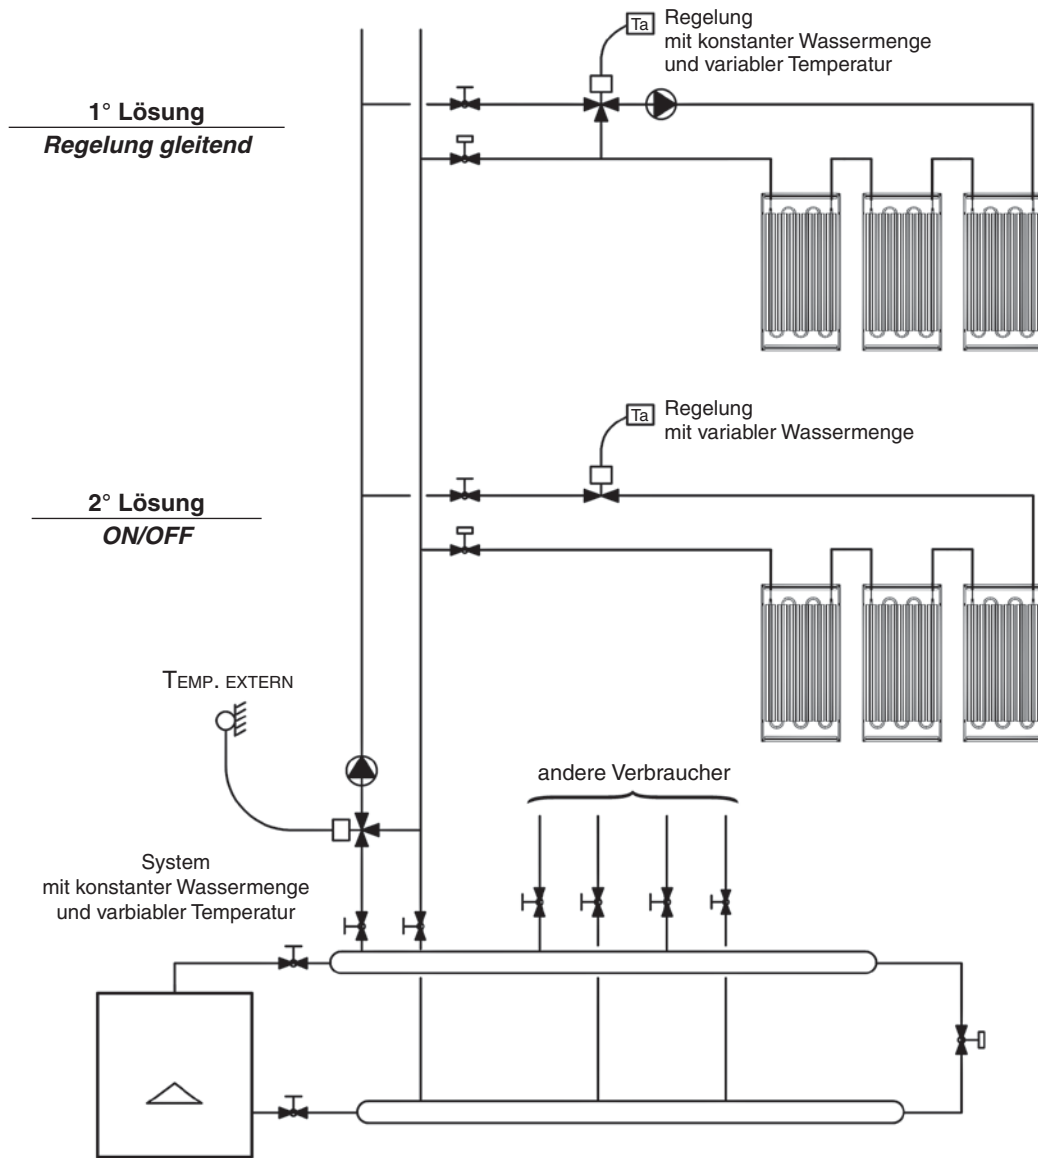 Ta
Regelung
mit konstanter Wassermenge
und variabler Temperatur
1° Lösung
Regelung gleitend
Ta
Regelung
mit variabler Wassermenge
2° Lösung
ON/OFF
TEMP. EXTERN
andere Verbraucher
System
mit konstanter Wassermenge
und varbiabler Temperatur